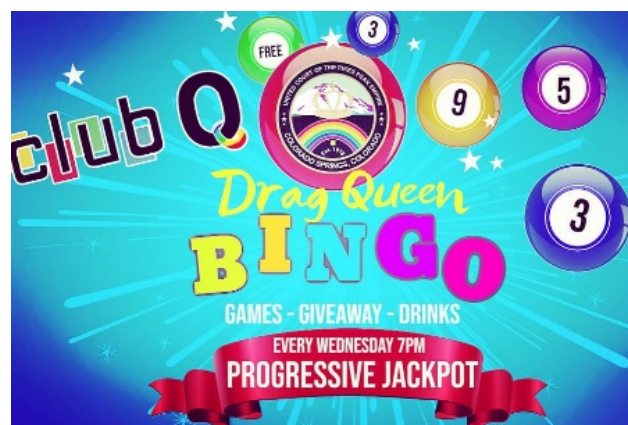 FREE
3
club Q
UNITED COURT OF THE PIKES PEAK EMPIRE
COLORADO SPRINGS, COLORADO
9
5
3
Drag Queen
BINGO
GAMES - GIVEAWAY - DRINKS
EVERY WEDNESDAY 7PM
PROGRESSIVE JACKPOT